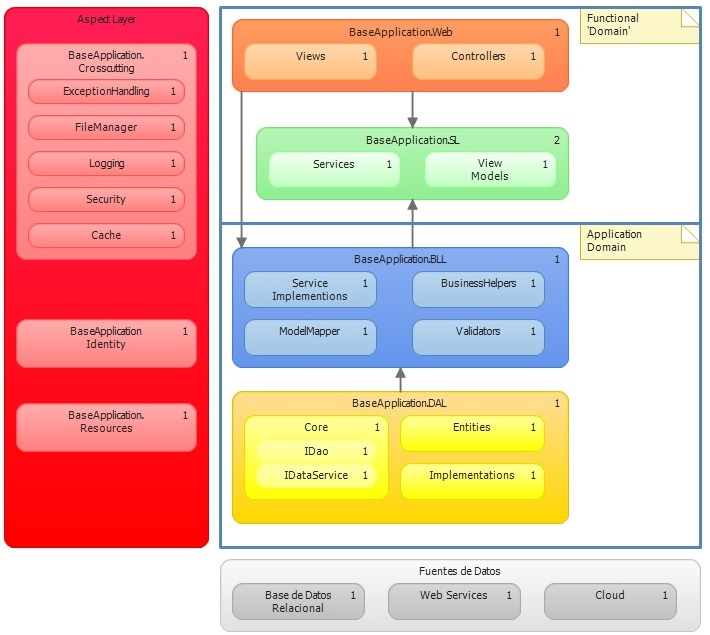 Aspect Layer
BaseApplication. 1
Crosscutting
ExceptionHandling 1
FileManager 1
Logging 1
Security 1
Cache 1
BaseApplication 1
Identity
BaseApplication. 1
Resources
Functional
'Domain'
BaseApplication.Web 1
Views 1
Controllers 1
BaseApplication.SL 2
Services 1
View 1
Models
Application
Domain
BaseApplication.BLL 1
Service 1
Implementions
BusinessHelpers 1
ModelMapper 1
Validators 1
BaseApplication.DAL 1
Core 1
IDao 1
IDataService 1
Entities 1
Implementations 1
Fuentes de Datos
Base de Datos 1
Relacional
Web Services 1
Cloud 1